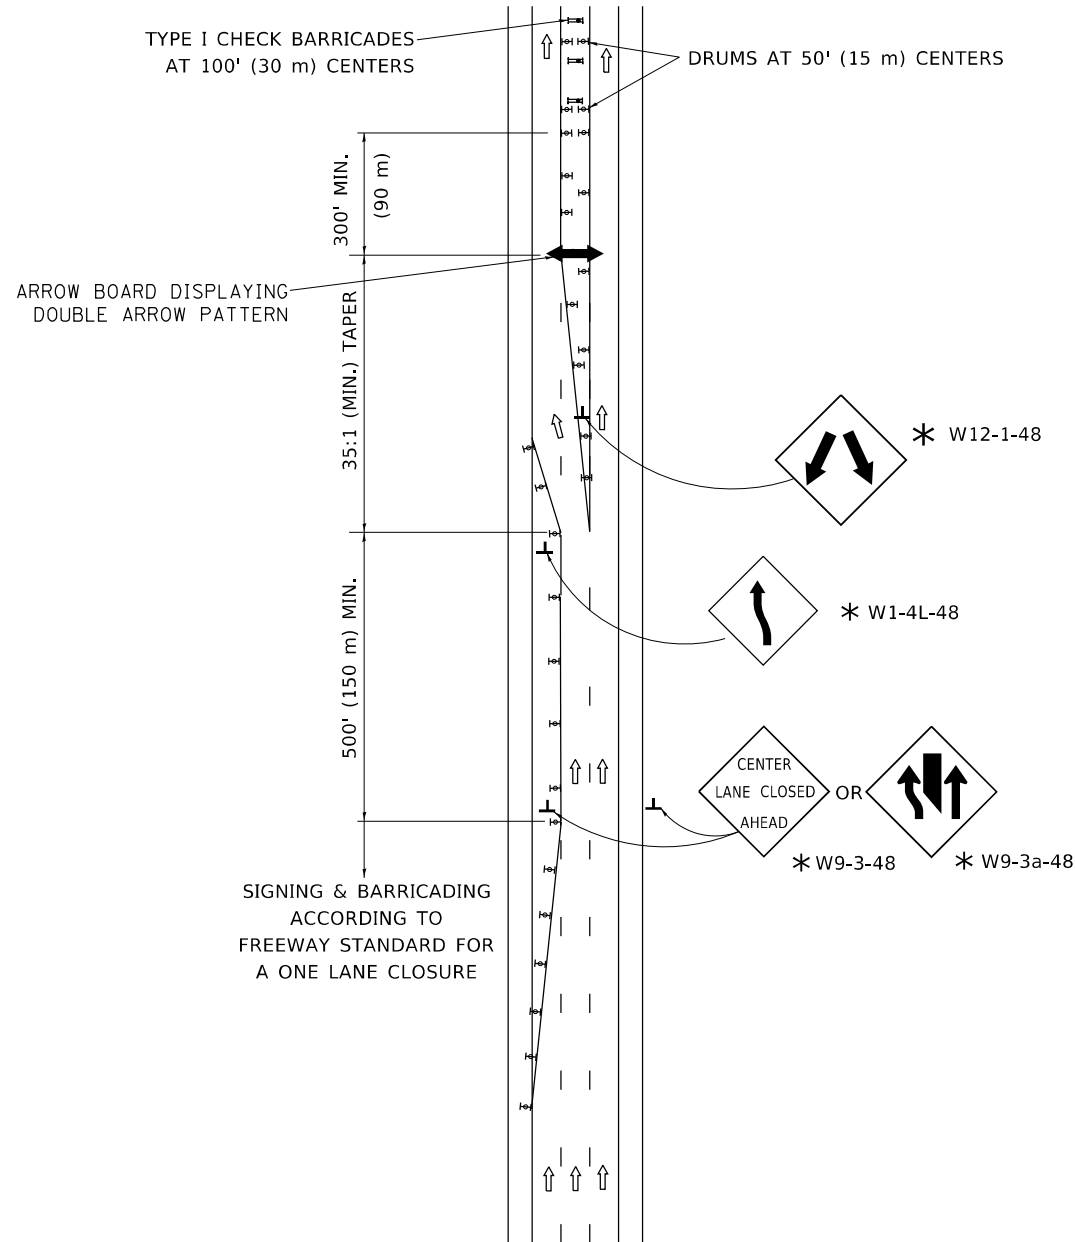 TYPE I CHECK BARRICADES
AT 100' (30 m) CENTERS
DRUMS AT 50' (15 m) CENTERS
300' MIN.
(90 m)
ARROW BOARD DISPLAYING
DOUBLE ARROW PATTERN
35:1 (MIN.) TAPER
* W12-1-48
* W1-4L-48
500' (150 m) MIN.
CENTER
LANE CLOSED
AHEAD
OR
* W9-3-48
* W9-3a-48
SIGNING & BARRICADING
ACCORDING TO
FREEWAY STANDARD FOR
A ONE LANE CLOSURE